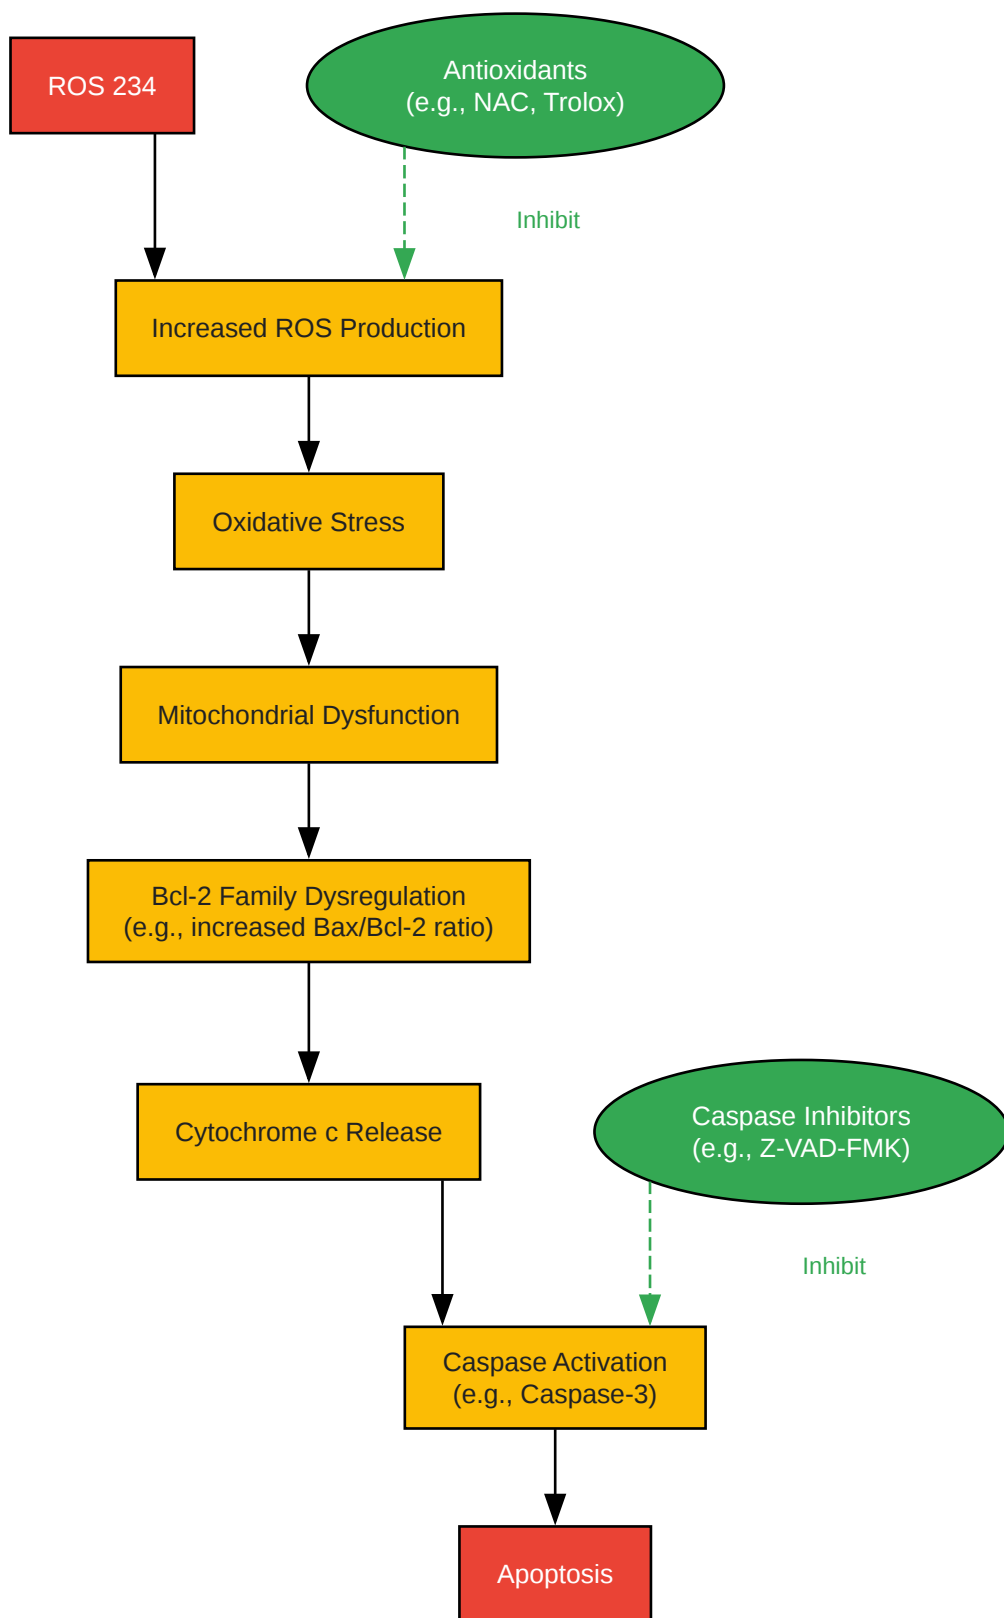 ROS 234
Antioxidants
(e.g., NAC, Trolox)
Inhibit
Increased ROS Production
Oxidative Stress
Mitochondrial Dysfunction
Bcl-2 Family Dysregulation
(e.g., increased Bax/Bcl-2 ratio)
Cytochrome c Release
Caspase Inhibitors
(e.g., Z-VAD-FMK)
Inhibit
Caspase Activation
(e.g., Caspase-3)
Apoptosis